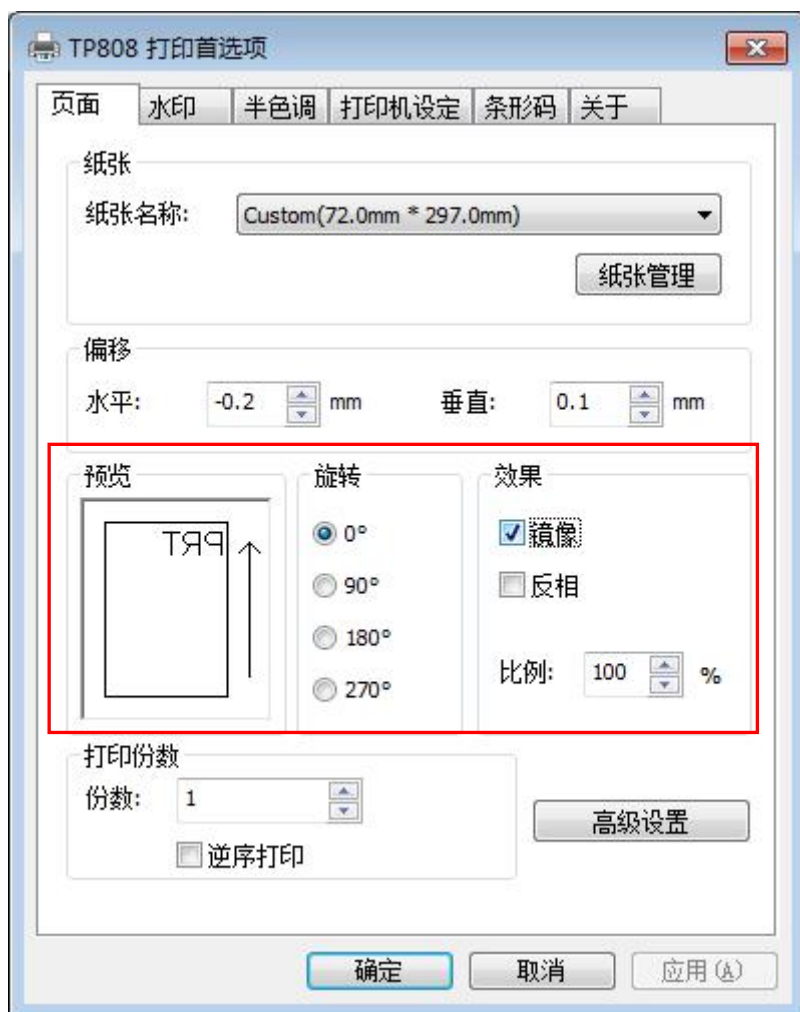 TP808 打印首选项
页面 水印 半色调 打印机设定 条形码 关于
纸张
纸张名称: Custom(72.0mm * 297.0mm)
纸张管理
偏移
水平: -0.2 mm 垂直: 0.1 mm
预览 旋转 效果
PRT 0° 镜像
90° 反相
180°
比例: 100 %
270°
打印份数
份数: 1
高级设置
逆序打印
确定 取消 应用(A)